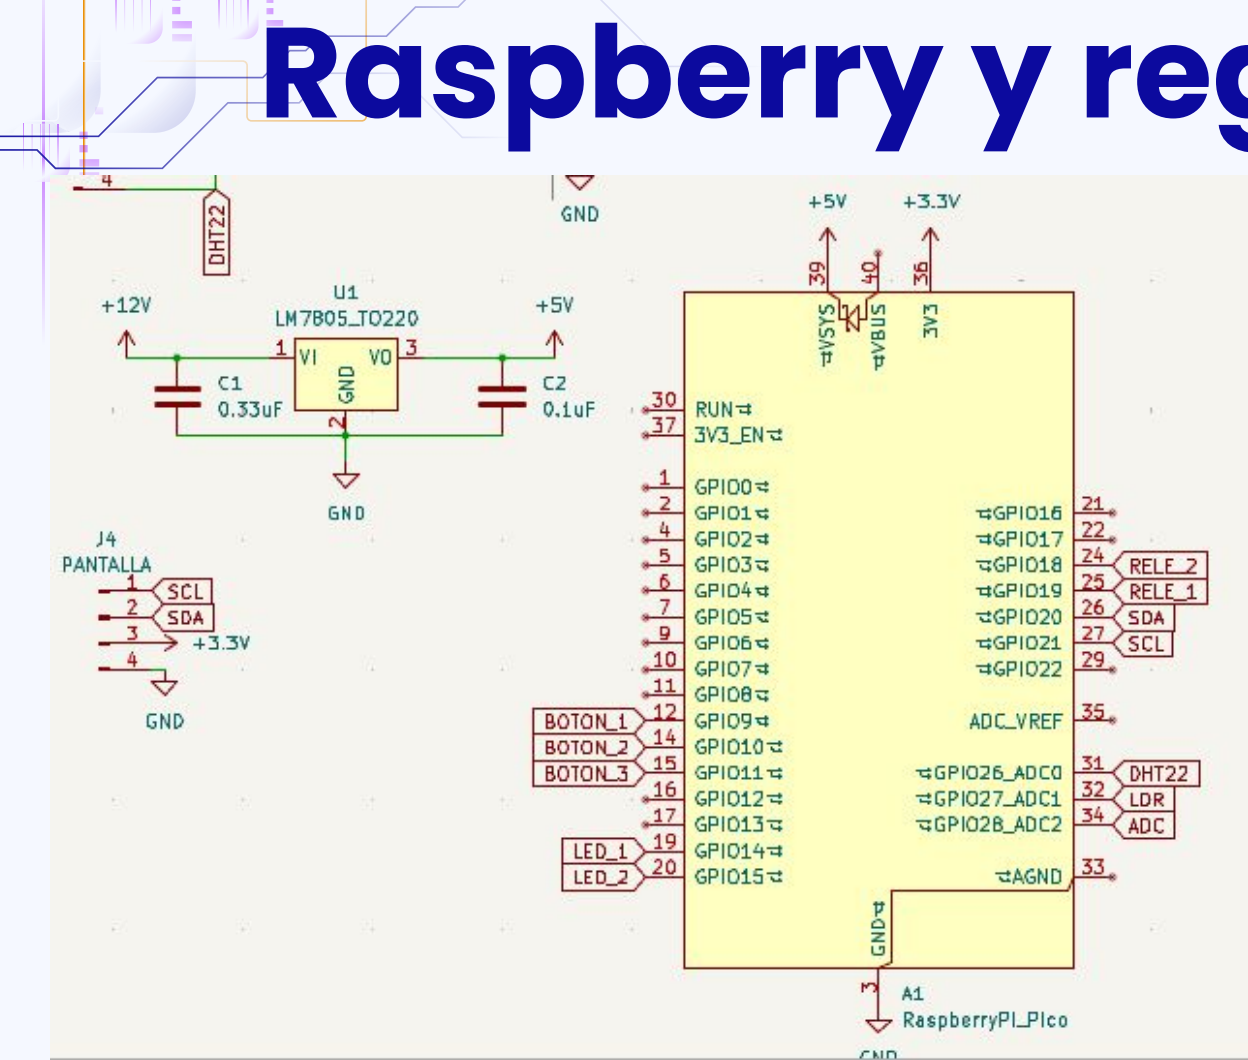 Raspberry y reg
4
DHT22
GND
+12V
U1
LM7805_TO220
+5V
1
VI
VO
3
GND
2
C1
0.33uF
C2
0.1uF
GND
J4
PANTALLA
1
SCL
2
SDA
3
+3.3V
4
GND
+5V
+3.3V
39
40
36
VSYS
VBUS
3V3
30
RUN
37
3V3_EN
1
GPIO0
2
GPIO1
4
GPIO2
5
GPIO3
6
GPIO4
7
GPIO5
9
GPIO6
10
GPIO7
11
GPIO8
BOTON_1
12
GPIO9
BOTON_2
14
GPIO10
BOTON_3
15
GPIO11
16
GPIO12
17
GPIO13
LED_1
19
GPIO14
LED_2
20
GPIO15
GPIO16
21
GPIO17
22
GPIO18
24
RELE_2
GPIO19
25
RELE_1
GPIO20
26
SDA
GPIO21
27
SCL
GPIO22
29
ADC_VREF
35
GPIO26_ADC0
31
DHT22
GPIO27_ADC1
32
LDR
GPIO28_ADC2
34
ADC
AGND
33
GND
3
A1
RaspberryPi_Pico
GND